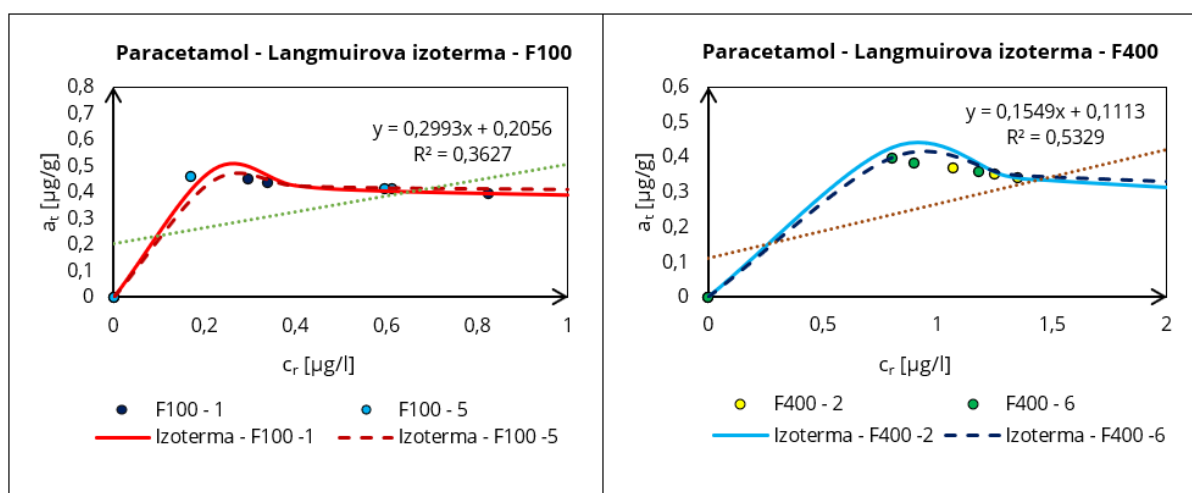 Paracetamol - Langmuirova izoterma - F100
0,8
0,7
0,6
0,5
0,4
0,3
0,2
0,1
0
aₜ [µg/g]
y = 0,2993x + 0,2056
R² = 0,3627
0 0,2 0,4 0,6 0,8 1
cᵣ [µg/l]
F100 - 1 F100 - 5
Izoterma - F100 -1 Izoterma - F100 -5
Paracetamol - Langmuirova izoterma - F400
0,6
0,5
0,4
0,3
0,2
0,1
0
aₜ [µg/g]
y = 0,1549x + 0,1113
R² = 0,5329
0 0,5 1 1,5 2
cᵣ [µg/l]
F400 - 2 F400 - 6
Izoterma - F400 -2 Izoterma - F400 -6